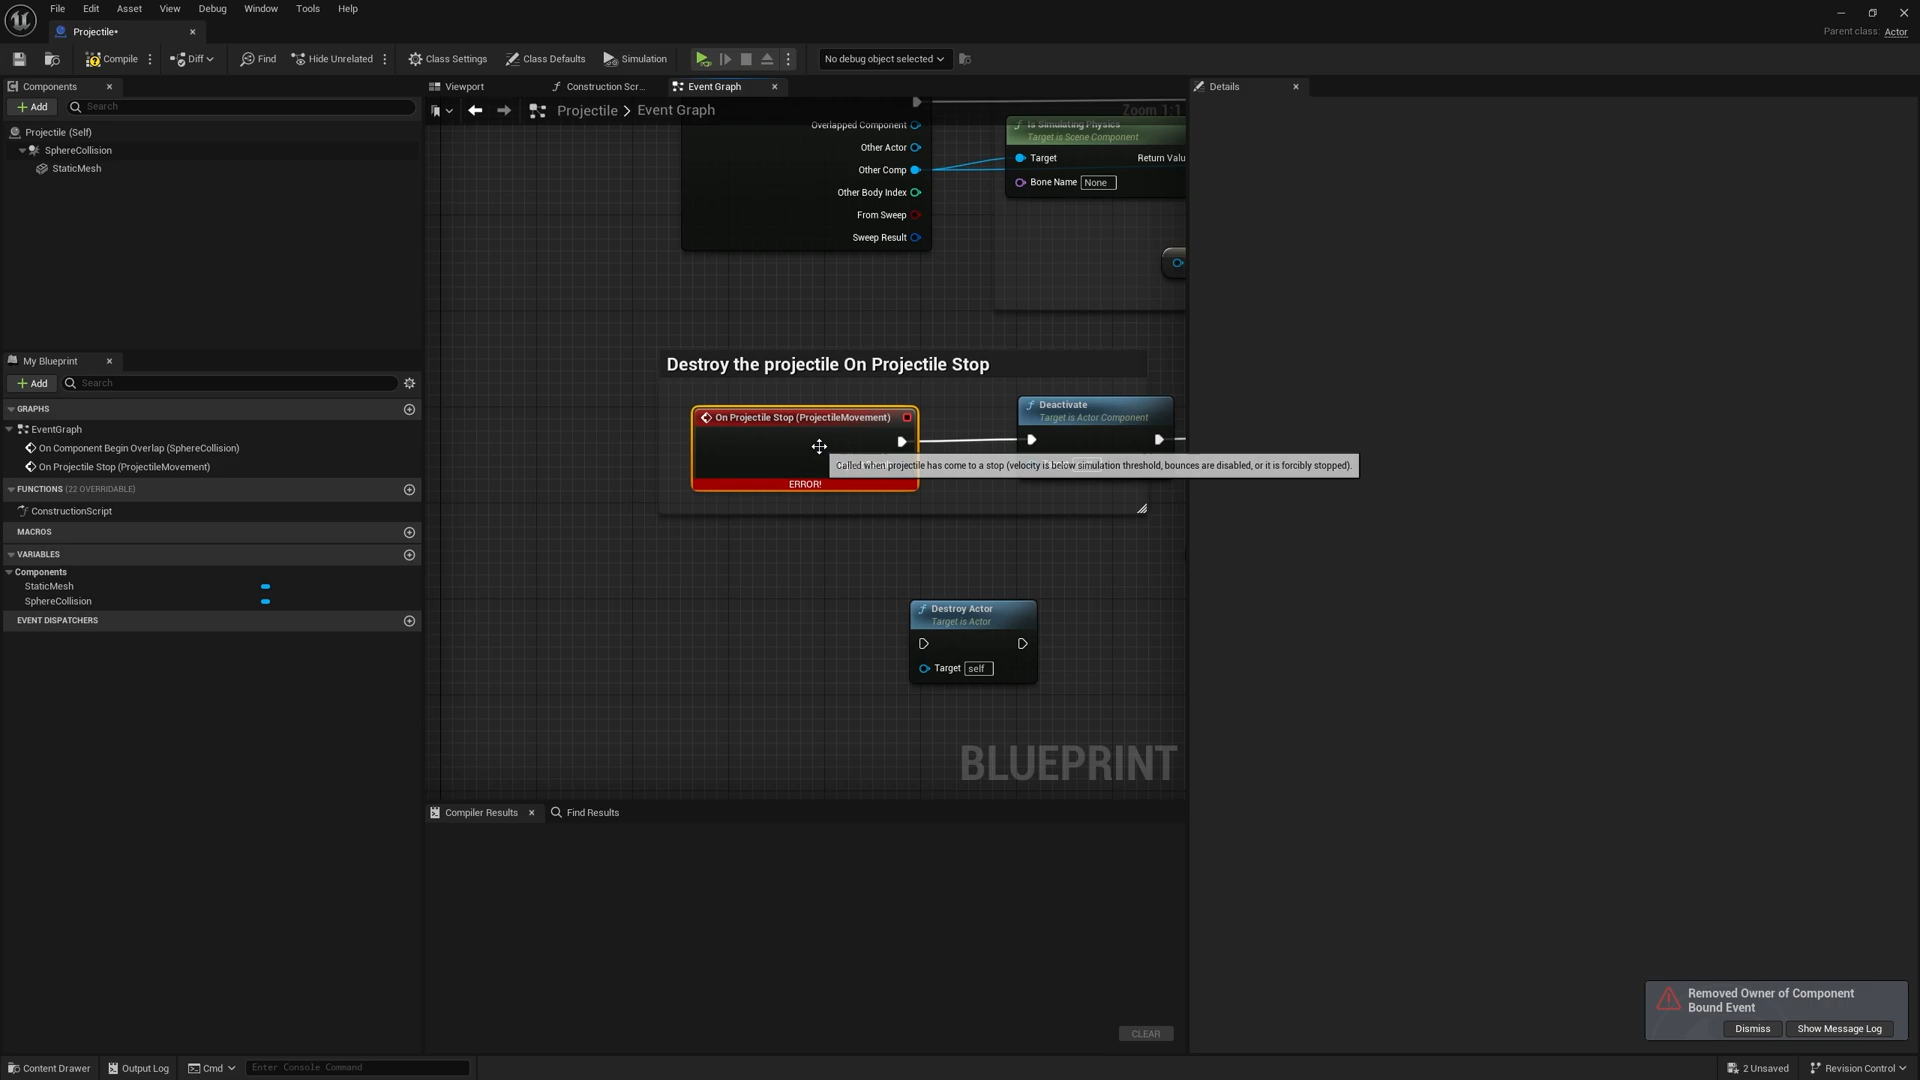 File Edit Asset View Debug Window Tools Help
Projectile•
Parent class: Actor
Compile Diff Find Hide Unrelated Class Settings Class Defaults Simulation No debug object selected
Components
Add Search
Projectile (Self)
SphereCollision
StaticMesh
My Blueprint
Add Search
GRAPHS
EventGraph
On Component Begin Overlap (SphereCollision)
On Projectile Stop (ProjectileMovement)
FUNCTIONS (22 OVERRIDABLE)
ConstructionScript
MACROS
VARIABLES
Components
StaticMesh
SphereCollision
EVENT DISPATCHERS
Viewport Construction Scr... Event Graph
Projectile > Event Graph
Zoom 1:1
Overlapped Component
Other Actor
Other Comp
Other Body Index
From Sweep
Sweep Result
Is Simulating Physics
Target is Scene Component
Target Return Valu
Bone Name None
Destroy the projectile On Projectile Stop
On Projectile Stop (ProjectileMovement)
ERROR!
Deactivate
Target is Actor Component
Called when projectile has come to a stop (velocity is below simulation threshold, bounces are disabled, or it is forcibly stopped).
Destroy Actor
Target is Actor
Target self
BLUEPRINT
Compiler Results Find Results
CLEAR
Details
Removed Owner of Component
Bound Event
Dismiss Show Message Log
Content Drawer Output Log Cmd Enter Console Command
2 Unsaved Revision Control